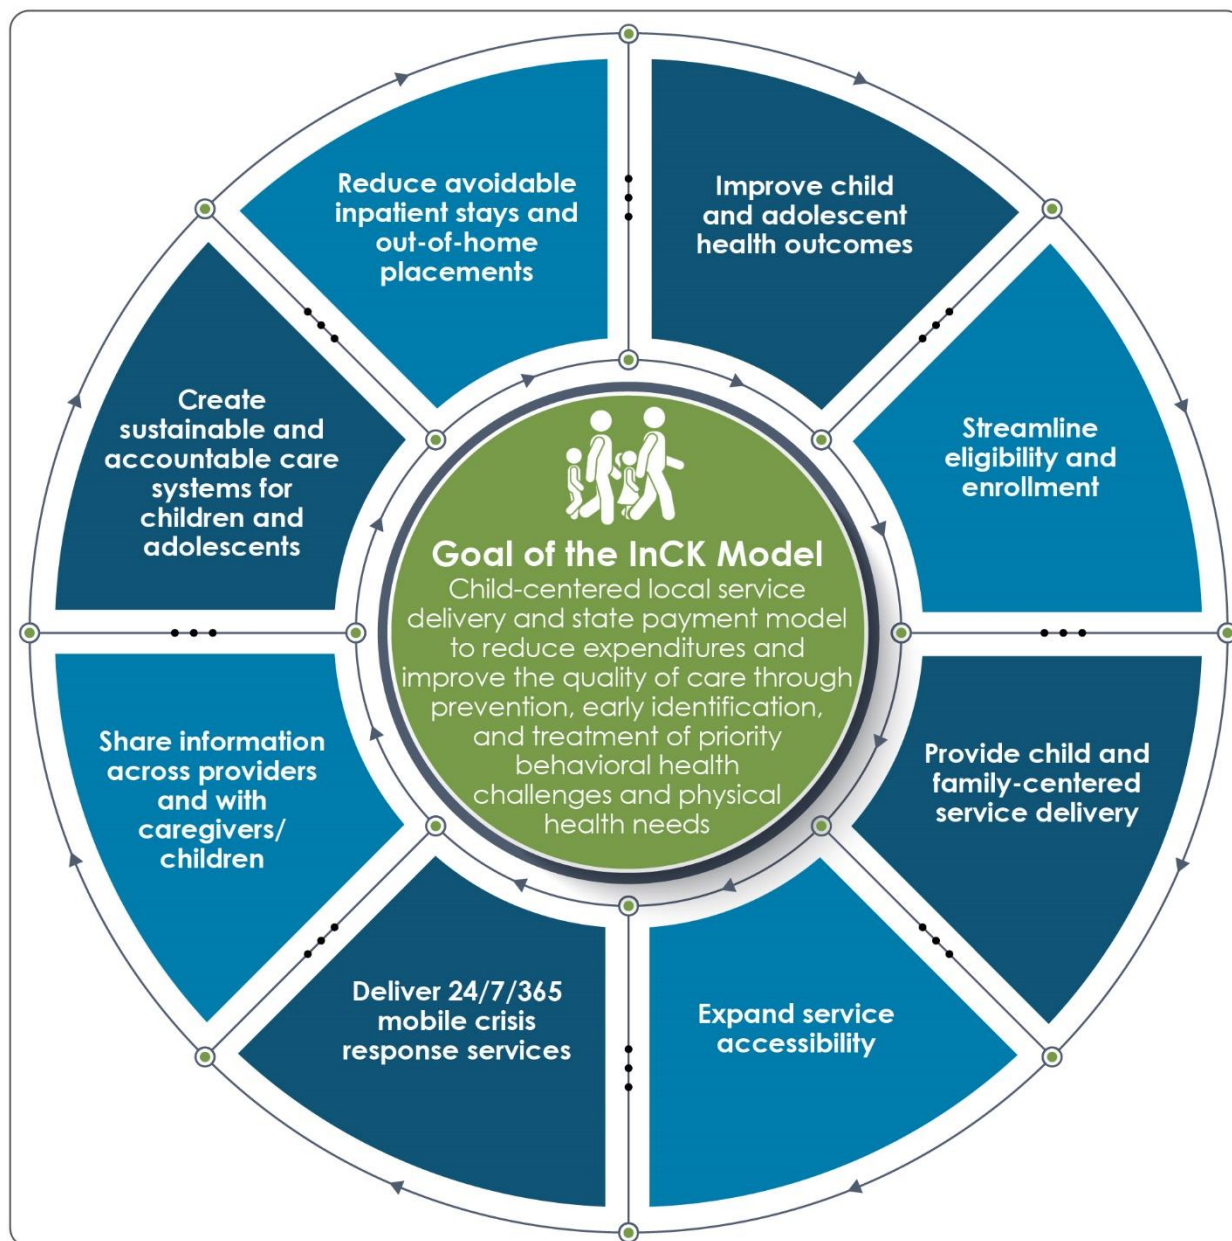 Reduce avoidable
inpatient stays and
out-of-home
placements
Improve child
and adolescent
health outcomes
Streamline
eligibility and
enrollment
Provide child and
family-centered
service delivery
Expand service
accessibility
Deliver 24/7/365
mobile crisis
response services
Share information
across providers
and with
caregivers/
children
Create
sustainable and
accountable care
systems for
children and
adolescents
Goal of the InCK Model
Child-centered local service
delivery and state payment model
to reduce expenditures and
improve the quality of care through
prevention, early identification,
and treatment of priority
behavioral health
challenges and physical
health needs